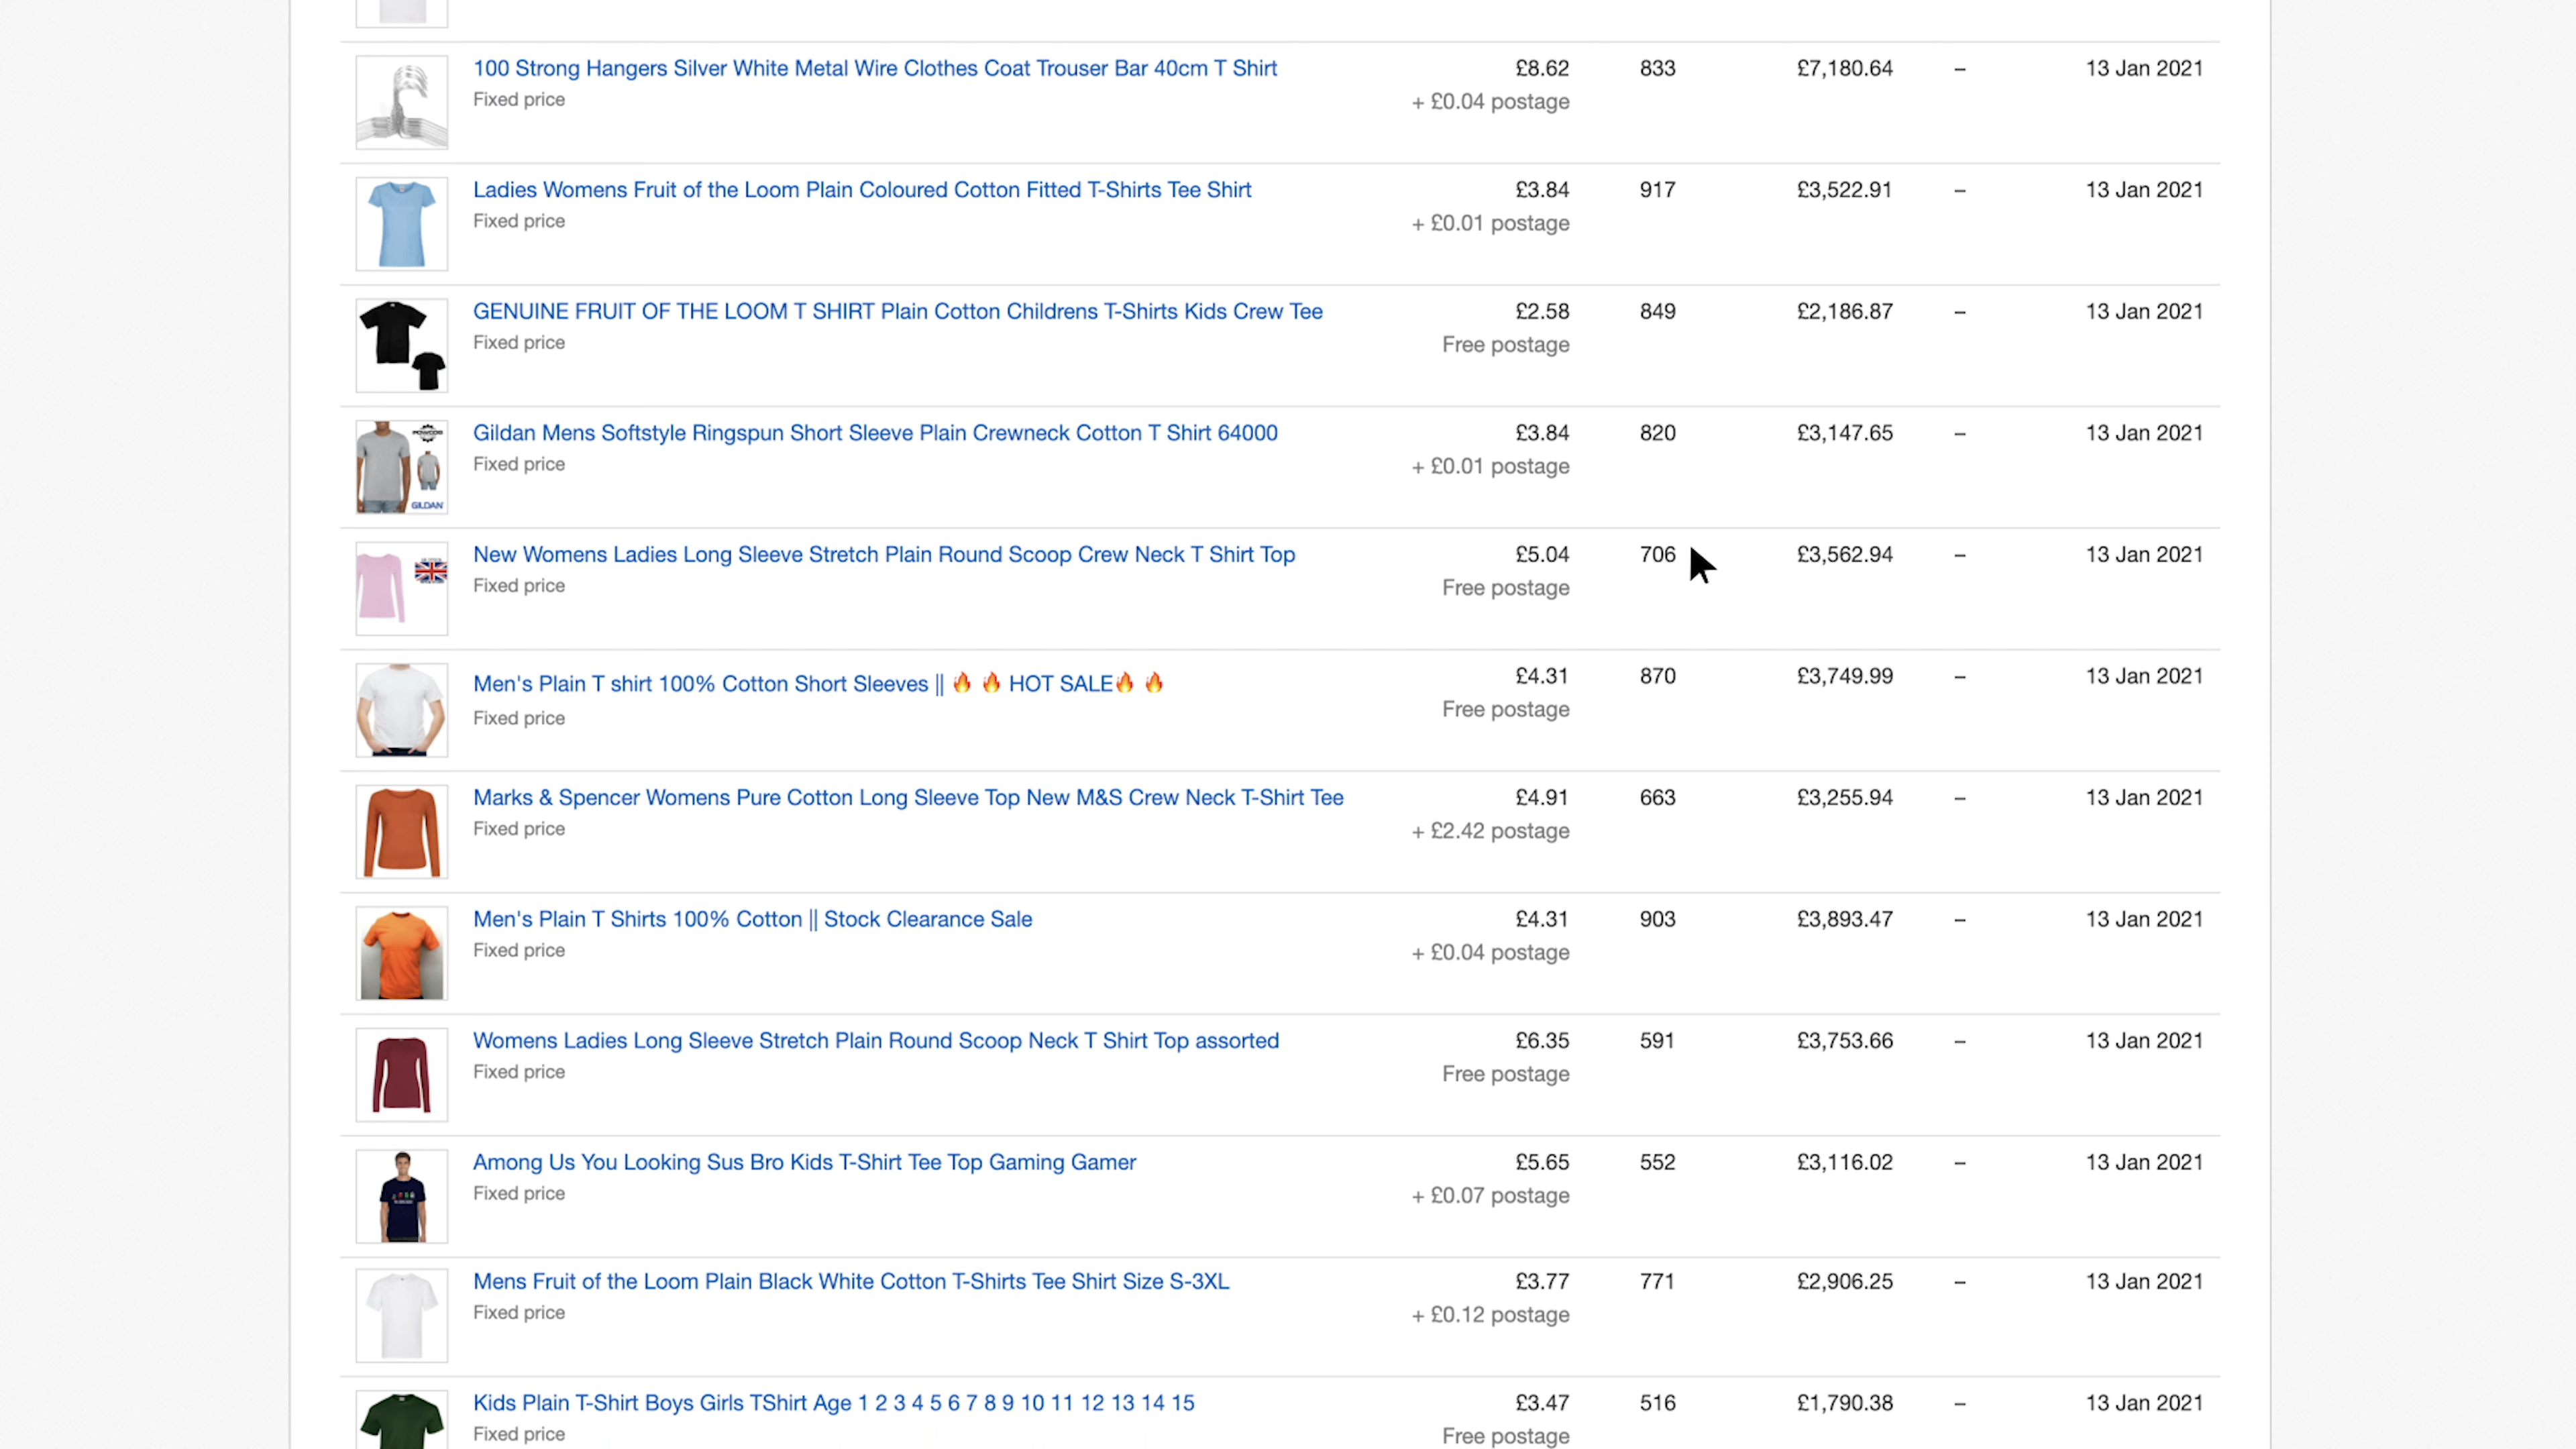 100 Strong Hangers Silver White Metal Wire Clothes Coat Trouser Bar 40cm T Shirt £8.62 833 £7,180.64 – 13 Jan 2021
Fixed price + £0.04 postage
Ladies Womens Fruit of the Loom Plain Coloured Cotton Fitted T-Shirts Tee Shirt £3.84 917 £3,522.91 – 13 Jan 2021
Fixed price + £0.01 postage
GENUINE FRUIT OF THE LOOM T SHIRT Plain Cotton Childrens T-Shirts Kids Crew Tee £2.58 849 £2,186.87 – 13 Jan 2021
Fixed price Free postage
Gildan Mens Softstyle Ringspun Short Sleeve Plain Crewneck Cotton T Shirt 64000 £3.84 820 £3,147.65 – 13 Jan 2021
Fixed price + £0.01 postage
GILDAN
New Womens Ladies Long Sleeve Stretch Plain Round Scoop Crew Neck T Shirt Top £5.04 706 £3,562.94 – 13 Jan 2021
Fixed price Free postage
Men's Plain T shirt 100% Cotton Short Sleeves || 🔥 🔥 HOT SALE🔥 🔥 £4.31 870 £3,749.99 – 13 Jan 2021
Fixed price Free postage
Marks & Spencer Womens Pure Cotton Long Sleeve Top New M&S Crew Neck T-Shirt Tee £4.91 663 £3,255.94 – 13 Jan 2021
Fixed price + £2.42 postage
Men's Plain T Shirts 100% Cotton || Stock Clearance Sale £4.31 903 £3,893.47 – 13 Jan 2021
Fixed price + £0.04 postage
Womens Ladies Long Sleeve Stretch Plain Round Scoop Neck T Shirt Top assorted £6.35 591 £3,753.66 – 13 Jan 2021
Fixed price Free postage
Among Us You Looking Sus Bro Kids T-Shirt Tee Top Gaming Gamer £5.65 552 £3,116.02 – 13 Jan 2021
Fixed price + £0.07 postage
Mens Fruit of the Loom Plain Black White Cotton T-Shirts Tee Shirt Size S-3XL £3.77 771 £2,906.25 – 13 Jan 2021
Fixed price + £0.12 postage
Kids Plain T-Shirt Boys Girls TShirt Age 1 2 3 4 5 6 7 8 9 10 11 12 13 14 15 £3.47 516 £1,790.38 – 13 Jan 2021
Fixed price Free postage